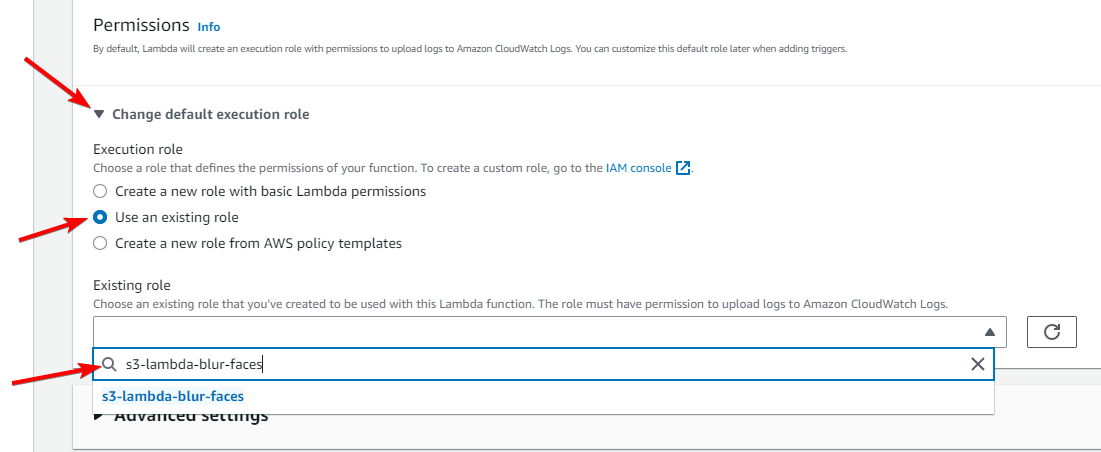 Permissions Info
By default, Lambda will create an execution role with permissions to upload logs to Amazon CloudWatch Logs. You can customize this default role later when adding triggers.
Change default execution role
Execution role
Choose a role that defines the permissions of your function. To create a custom role, go to the IAM console.
Create a new role with basic Lambda permissions
Use an existing role
Create a new role from AWS policy templates
Existing role
Choose an existing role that you've created to be used with this Lambda function. The role must have permission to upload logs to Amazon CloudWatch Logs.
s3-lambda-blur-faces
s3-lambda-blur-faces
Advanced settings